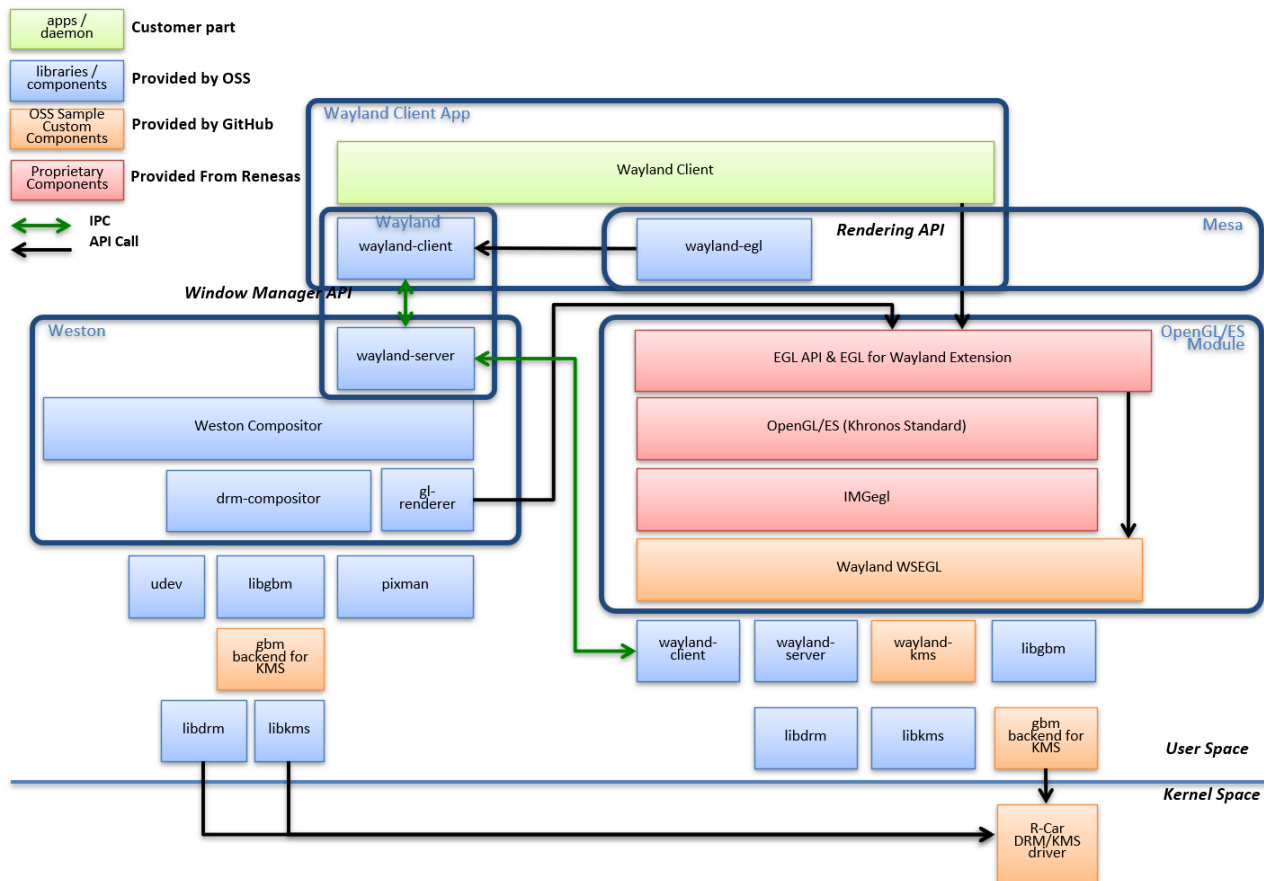 apps /
daemon
Customer part
libraries /
components
Provided by OSS
OSS Sample
Custom
Components
Provided by GitHub
Proprietary
Components
Provided From Renesas
IPC
API Call
Wayland Client App
Wayland Client
Wayland
wayland-client
wayland-egl
Rendering API
Mesa
Window Manager API
Weston
wayland-server
OpenGL/ES
Module
EGL API & EGL for Wayland Extension
Weston Compositor
OpenGL/ES (Khronos Standard)
drm-compositor
gl-
renderer
IMGegl
Wayland WSEGL
udev
libgbm
pixman
gbm
backend for
KMS
wayland-
client
wayland-
server
wayland-
kms
libgbm
libdrm
libkms
libdrm
libkms
gbm
backend for
KMS
User Space
Kernel Space
R-Car
DRM/KMS
driver